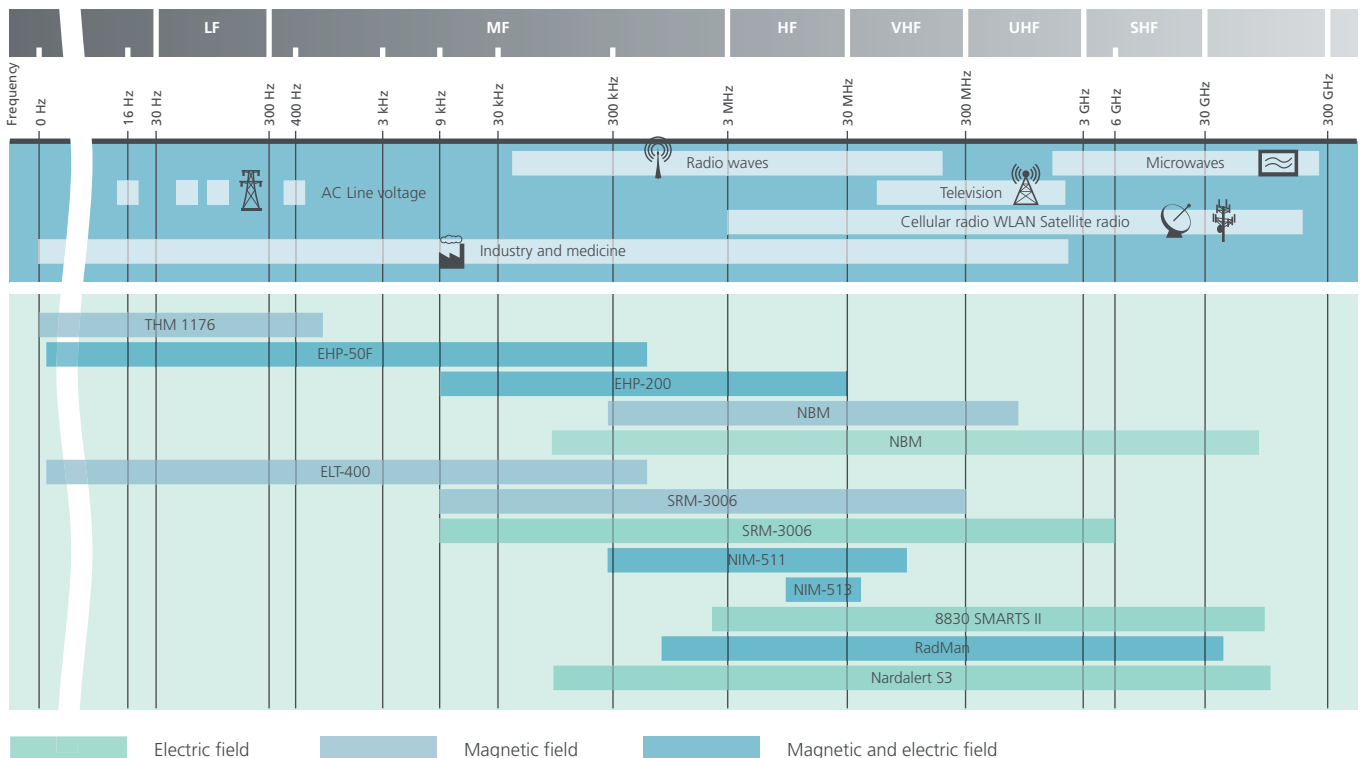 LF MF HF VHF UHF SHF
Frequency
0 Hz
16 Hz
30 Hz
300 Hz
400 Hz
3 kHz
9 kHz
30 kHz
300 kHz
3 MHz
30 MHz
300 MHz
3 GHz
6 GHz
30 GHz
300 GHz
Radio waves
Microwaves
AC Line voltage
Television
Cellular radio WLAN Satellite radio
Industry and medicine
THM 1176
EHP-50F
EHP-200
NBM
NBM
ELT-400
SRM-3006
SRM-3006
NIM-511
NIM-513
8830 SMARTS II
RadMan
Nardalert S3
Electric field
Magnetic field
Magnetic and electric field